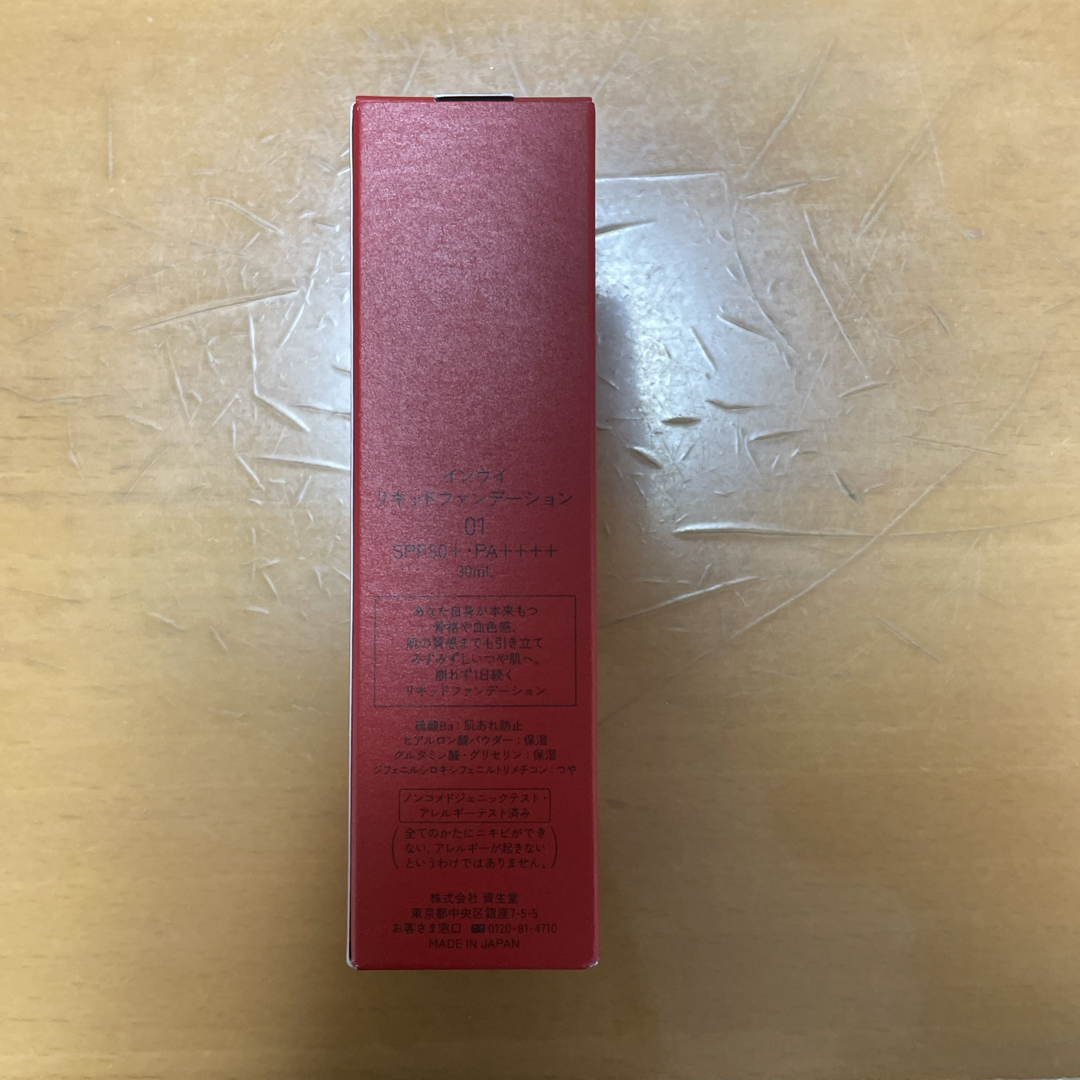 インウイ
リキッドファンデーション
01
SPF50+・PA++++
30mL
あなた自身が本来もつ
骨格や血色感、
肌の質感までも引き立て
みずみずしいつや肌へ。
崩れず1日続く
リキッドファンデーション
硫酸Ba：肌あれ防止
ヒアルロン酸パウダー：保湿
グルタミン酸・グリセリン：保湿
ジフェニルシロキシフェニルトリメチコン：つや
ノンコメドジェニックテスト・
アレルギーテスト済み
(全てのかたにニキビができ
ない、アレルギーが起きない
というわけではありません。)
株式会社 資生堂
東京都中央区銀座7-5-5
お客さま窓口 0120-81-4710
MADE IN JAPAN